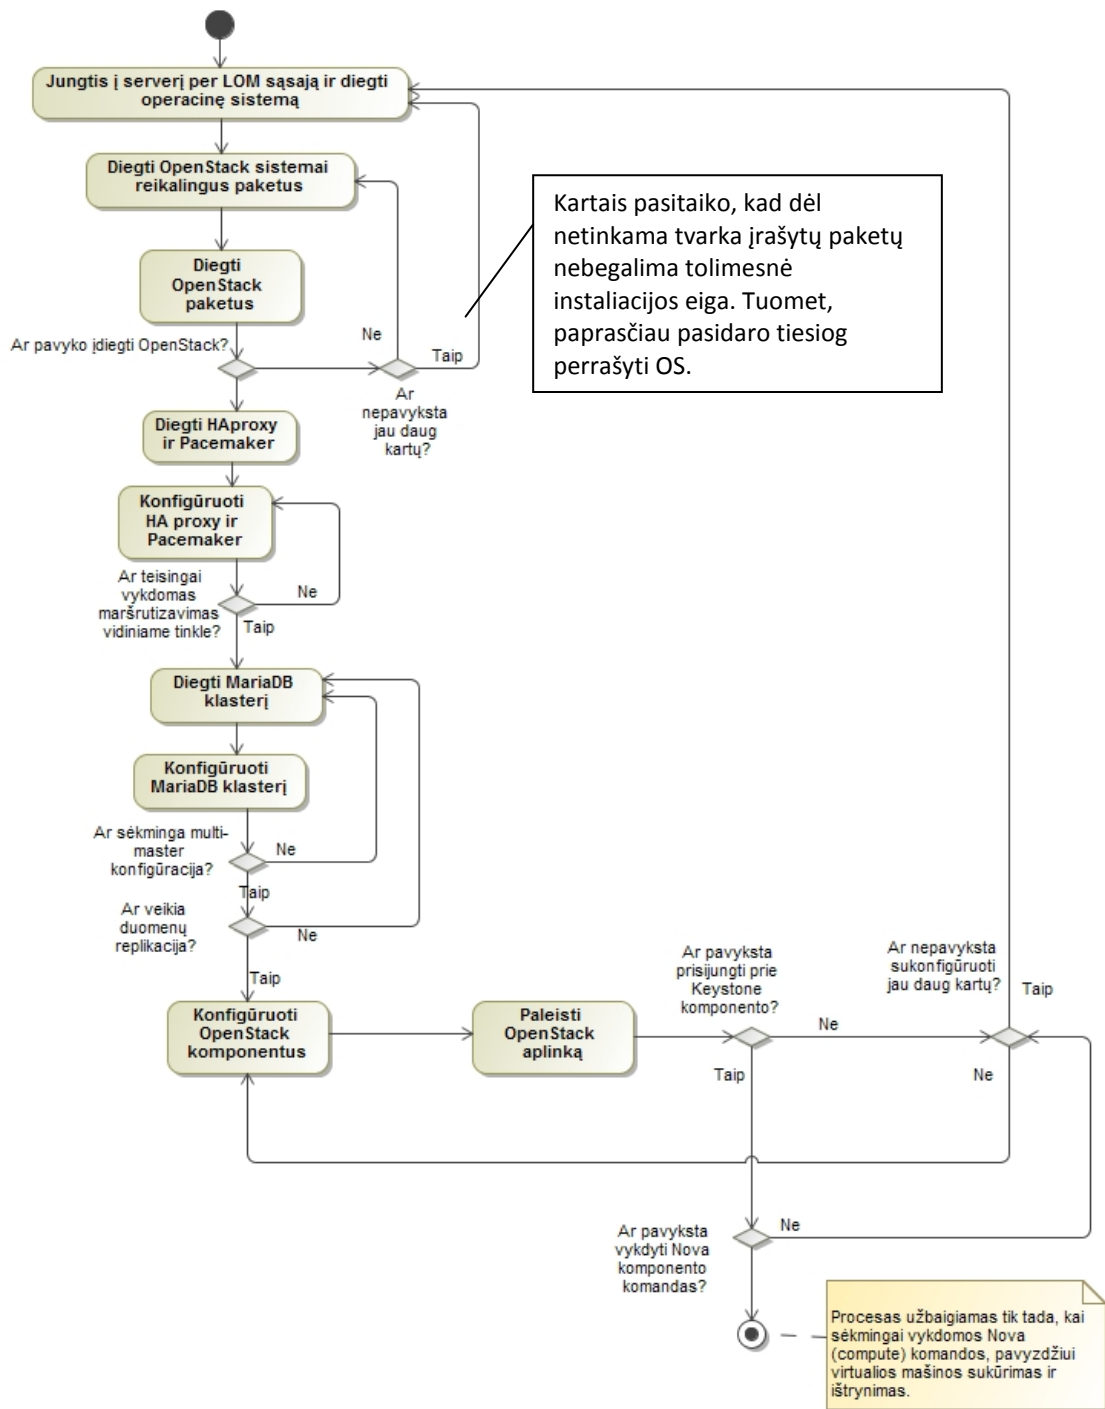 Jungtis į serverį per LOM sąsają ir diegti
operacinę sistemą
Diegti OpenStack sistemai
reikalingus paketus
Kartais pasitaiko, kad dėl
netinkama tvarka įrašytų paketų
nebegalima tolimesnė
instaliacijos eiga. Tuomet,
paprasčiau pasidaro tiesiog
perrašyti OS.
Diegti
OpenStack
paketus
Ar pavyko įdiegti OpenStack?
Ne
Taip
Ar
nepavyksta
jau daug
kartų?
Diegti HAproxy
ir Pacemaker
Konfigūruoti
HA proxy ir
Pacemaker
Ar teisingai
vykdomas
maršrutizavimas
vidiniame tinkle?
Ne
Taip
Diegti MariaDB
klasterį
Konfigūruoti
MariaDB klasterį
Ar sėkminga multi-
master
konfigūracija?
Ne
Taip
Ar veikia
duomenų
replikacija?
Ne
Taip
Konfigūruoti
OpenStack
komponentus
Paleisti
OpenStack
aplinką
Ar pavyksta
prisijungti prie
Keystone
komponento?
Ne
Taip
Ar nepavyksta
sukonfigūruoti
jau daug kartų?
Taip
Ne
Ar pavyksta
vykdyti Nova
komponento
komandas?
Ne
Procesas užbaigiamas tik tada, kai
sėkmingai vykdomos Nova
(compute) komandos, pavyzdžiui
virtualios mašinos sukūrimas ir
ištrynimas.